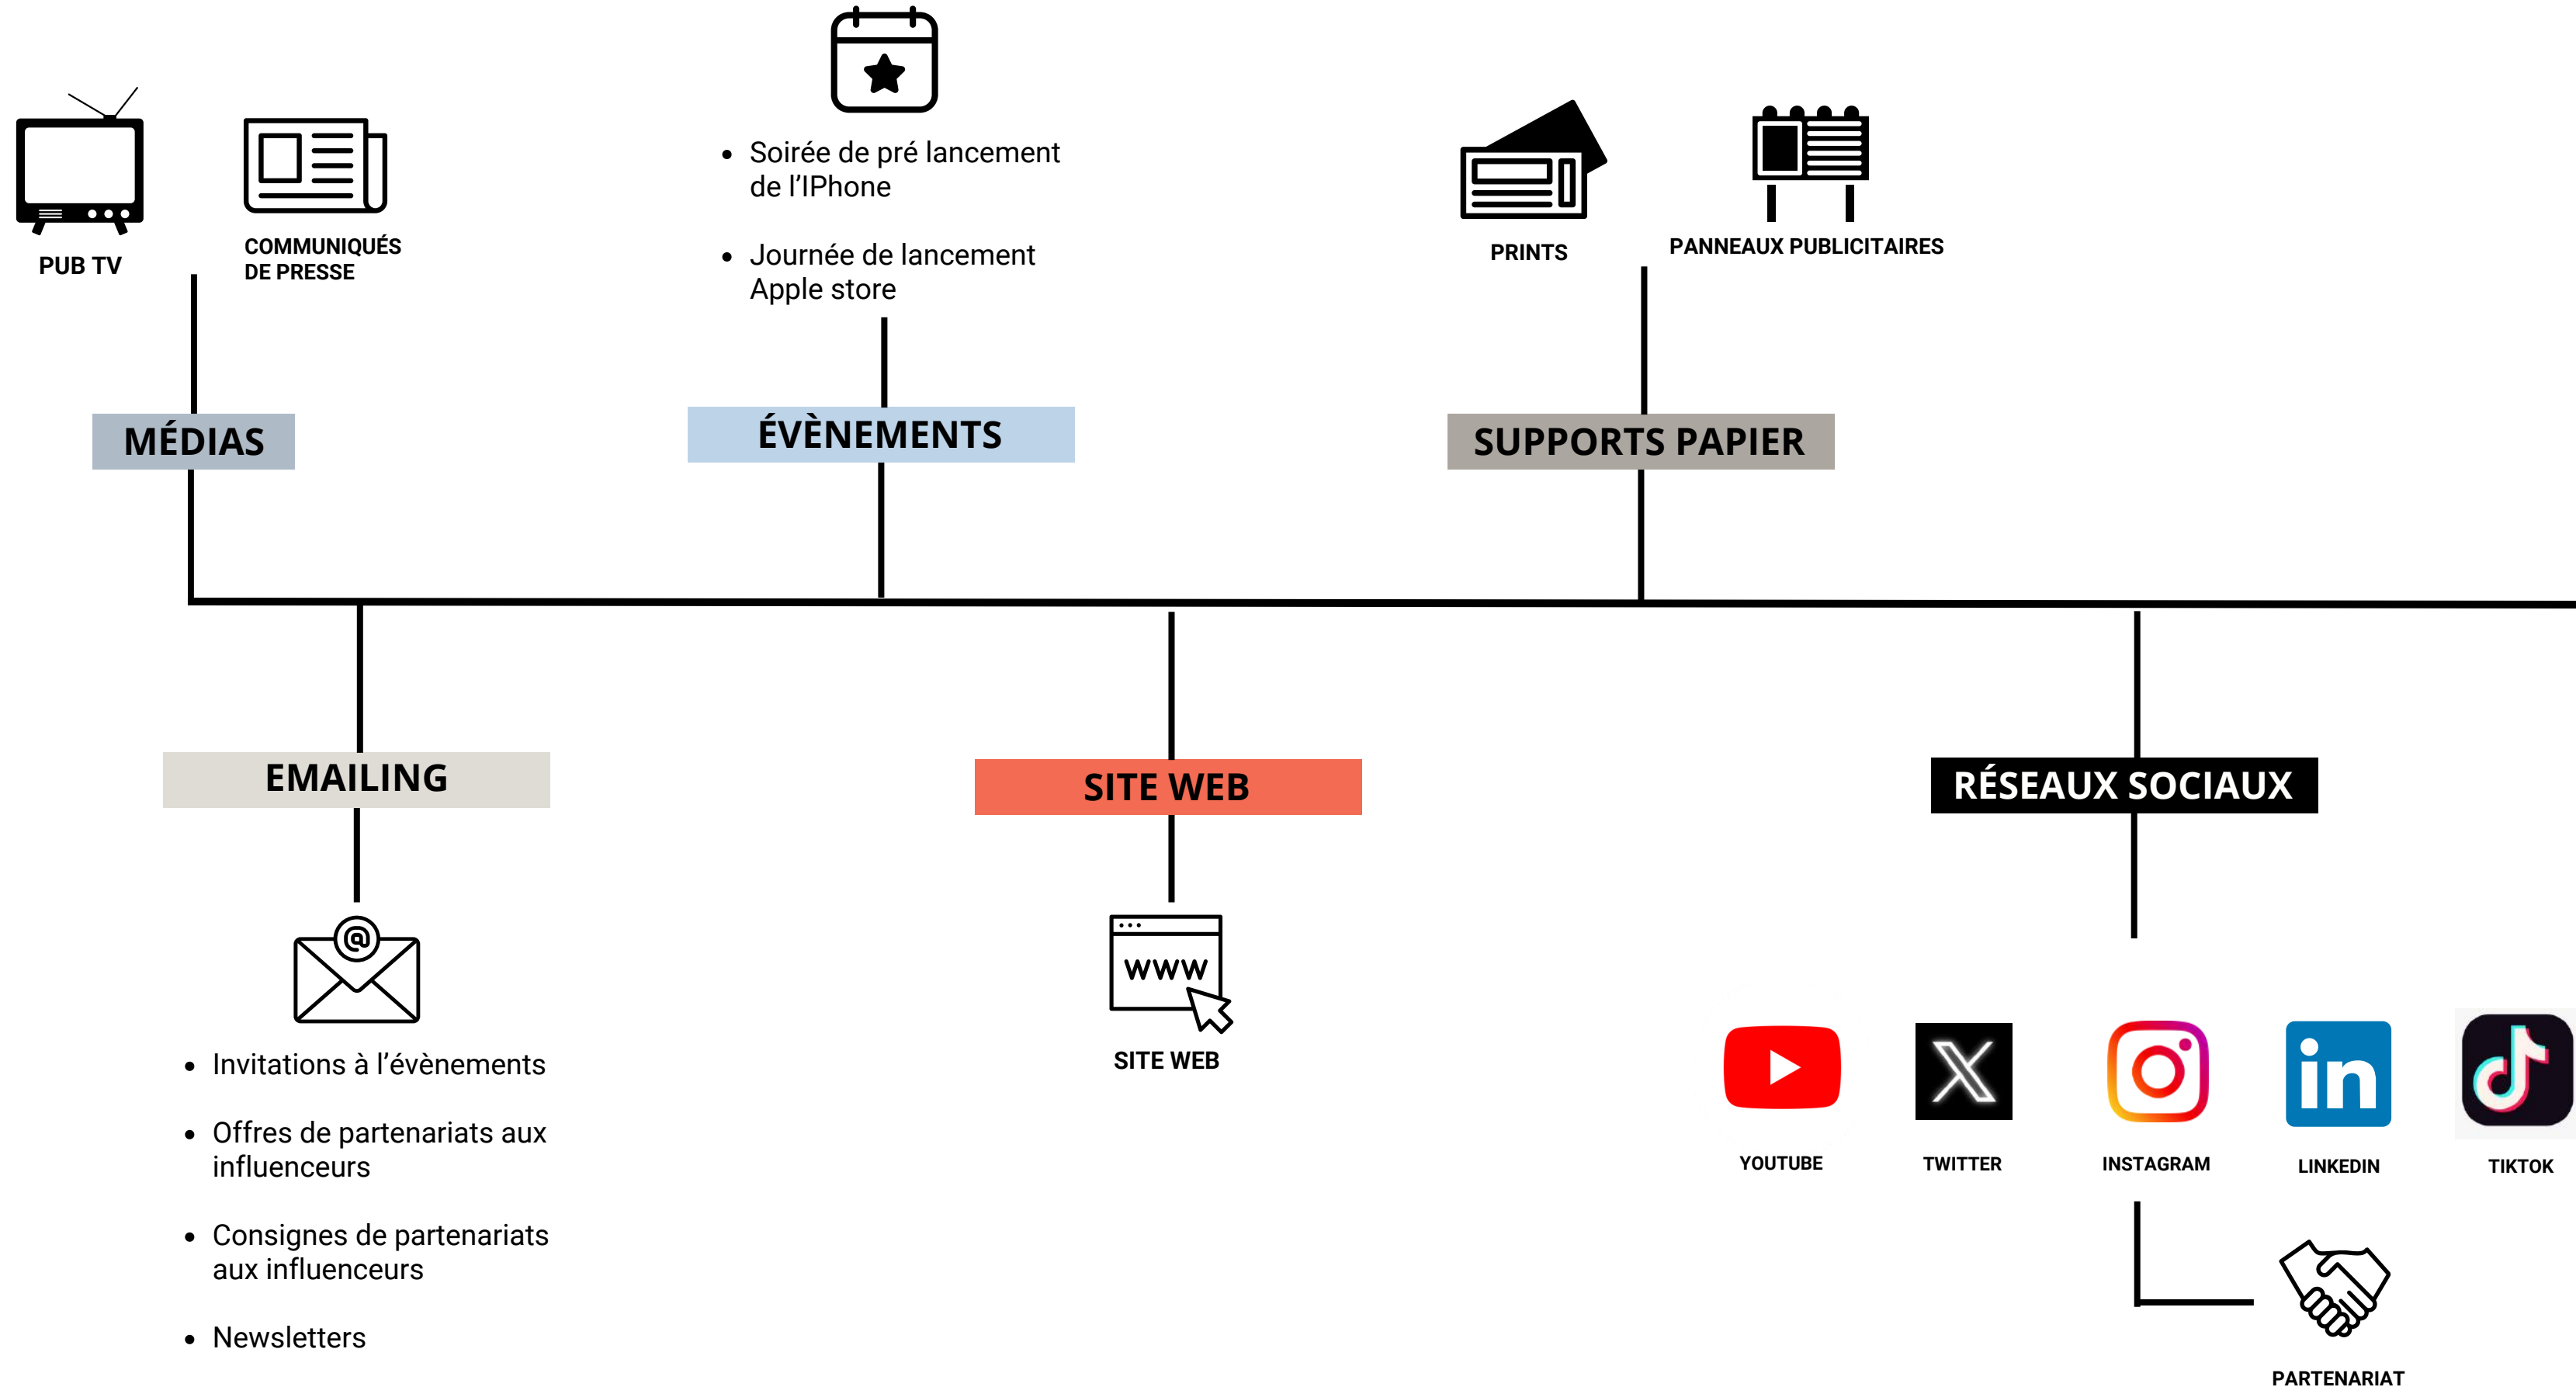 PUB TV
COMMUNIQUÉS
DE PRESSE
MÉDIAS
• Soirée de pré lancement
de l'IPhone
• Journée de lancement
Apple store
ÉVÈNEMENTS
PRINTS
PANNEAUX PUBLICITAIRES
SUPPORTS PAPIER
EMAILING
@
• Invitations à l'évènements
• Offres de partenariats aux
influenceurs
• Consignes de partenariats
aux influenceurs
• Newsletters
SITE WEB
WWW
SITE WEB
RÉSEAUX SOCIAUX
X
in
YOUTUBE
TWITTER
INSTAGRAM
LINKEDIN
TIKTOK
PARTENARIAT